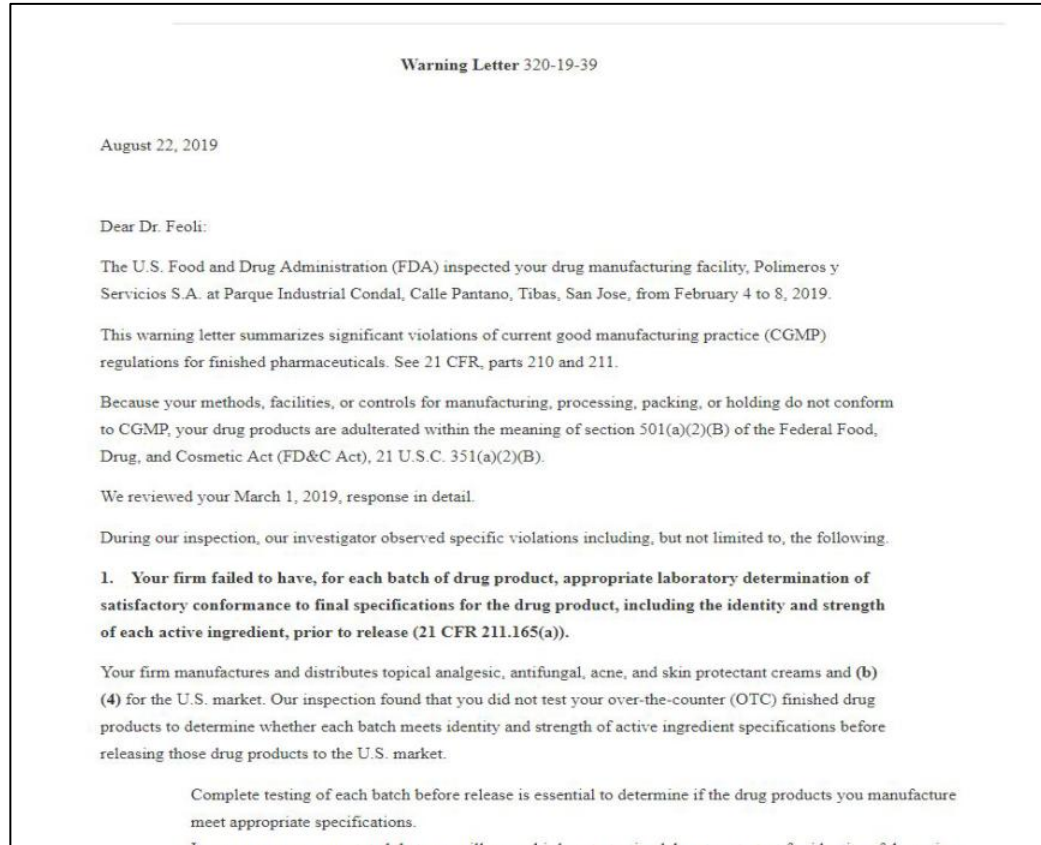 Warning Letter 320-19-39
August 22, 2019
Dear Dr. Feoli:
The U.S. Food and Drug Administration (FDA) inspected your drug manufacturing facility, Polimeros y
Servicios S.A. at Parque Industrial Condal, Calle Pantano, Tibas, San Jose, from February 4 to 8, 2019.
This warning letter summarizes significant violations of current good manufacturing practice (CGMP)
regulations for finished pharmaceuticals. See 21 CFR, parts 210 and 211.
Because your methods, facilities, or controls for manufacturing, processing, packing, or holding do not conform
to CGMP, your drug products are adulterated within the meaning of section 501(a)(2)(B) of the Federal Food,
Drug, and Cosmetic Act (FD&C Act), 21 U.S.C. 351(a)(2)(B).
We reviewed your March 1, 2019, response in detail.
During our inspection, our investigator observed specific violations including, but not limited to, the following.
1. Your firm failed to have, for each batch of drug product, appropriate laboratory determination of
satisfactory conformance to final specifications for the drug product, including the identity and strength
of each active ingredient, prior to release (21 CFR 211.165(a)).
Your firm manufactures and distributes topical analgesic, antifungal, acne, and skin protectant creams and (b)
(4) for the U.S. market. Our inspection found that you did not test your over-the-counter (OTC) finished drug
products to determine whether each batch meets identity and strength of active ingredient specifications before
releasing those drug products to the U.S. market.
Complete testing of each batch before release is essential to determine if the drug products you manufacture
meet appropriate specifications.